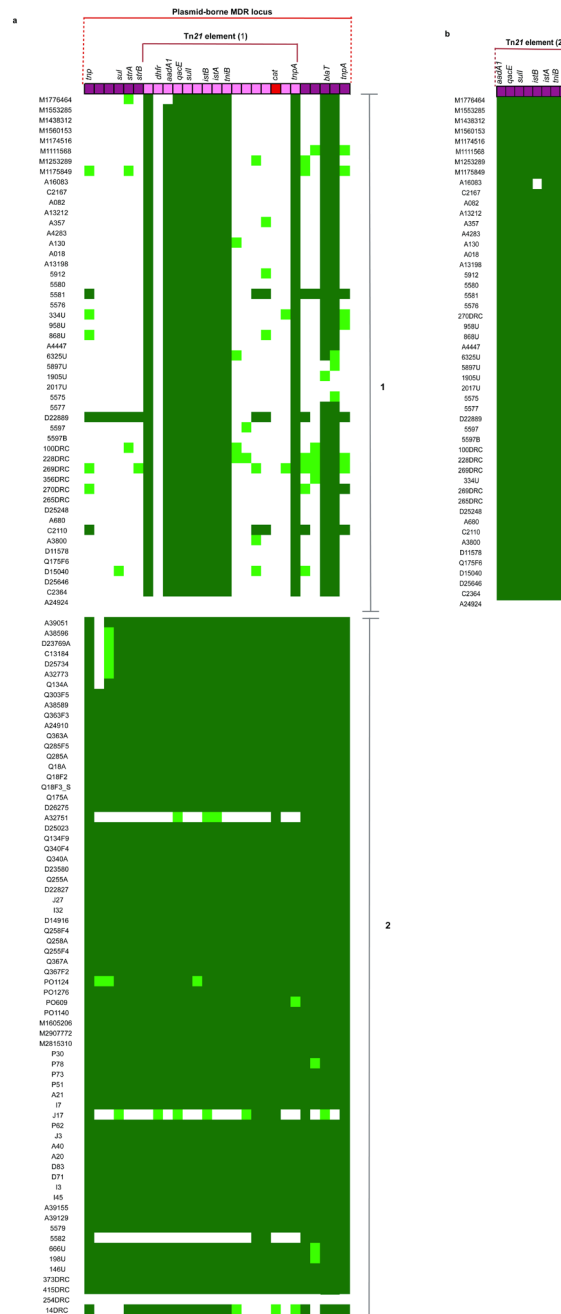 a
Plasmid-borne MDR locus
Tn21 element (1)
tnp
sul
strA
strB
dhfr
aadA1
qacE
sulI
istB
istA
tniB
cat
tnpA
blaT
tnpA
M1776464
M1553285
M1438312
M1560153
M1174516
M1111568
M1253289
M1175849
A16083
C2167
A082
A13212
A357
A4283
A130
A018
A13198
5912
5580
5581
5576
334U
958U
868U
A4447
6325U
5897U
1905U
2017U
5575
5577
D22889
5597
5597B
100DRC
228DRC
269DRC
356DRC
270DRC
265DRC
D25248
A680
C2110
A3800
D11578
Q175F6
D15040
D25646
C2364
A24924
1
A39051
A38596
D23769A
C13184
D25734
A32773
Q134A
Q303F5
A38589
Q363F3
A24910
Q363A
Q285F5
Q285A
Q18A
Q18F2
Q18F3_S
Q175A
D26275
A32751
D25023
Q134F9
Q340F4
Q340A
D23580
Q255A
D22827
J27
I32
D14916
Q258F4
Q258A
Q255F4
Q367A
Q367F2
PO1124
PO1276
PO609
PO1140
M1605206
M2907772
M2815310
P30
P78
P73
P51
A21
I7
J17
P62
J3
A40
A20
D83
D71
I3
I45
A39155
A39129
5579
5582
666U
198U
146U
373DRC
415DRC
254DRC
14DRC
2
b
Tn21 element (2
aadA1
qacE
sulI
istB
istA
tniB
M1776464
M1553285
M1438312
M1560153
M1174516
M1111568
M1253289
M1175849
A16083
C2167
A082
A13212
A357
A4283
A130
A018
A13198
5912
5580
5581
5576
270DRC
958U
868U
A4447
6325U
5897U
1905U
2017U
5575
5577
D22889
5597
5597B
100DRC
228DRC
269DRC
334U
269DRC
265DRC
D25248
A680
C2110
A3800
D11578
Q175F6
D15040
D25646
C2364
A24924